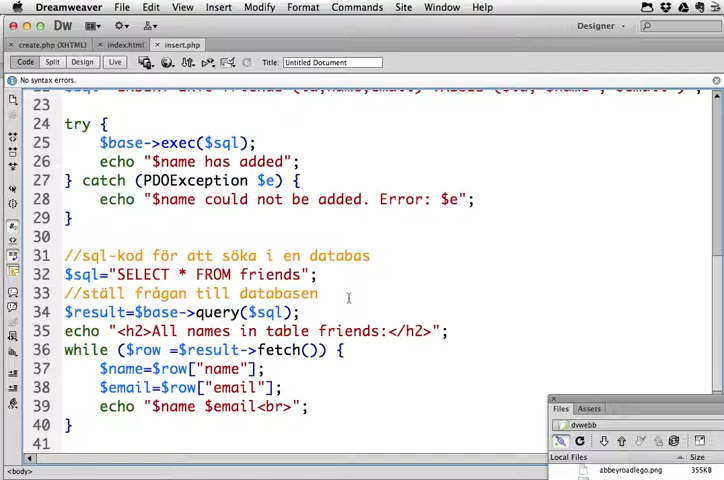 Dreamweaver File Edit View Insert Modify Format Commands Site Window Help
Dw Designer
create.php (XHTML) index.html insert.php
Code Split Design Live Title: Untitled Document
No syntax errors.
23
24 try {
25 $base->exec($sql);
26 echo "$name has added";
27 } catch (PDOException $e) {
28 echo "$name could not be added. Error: $e";
29 }
30
31 //sql-kod för att söka i en databas
32 $sql="SELECT * FROM friends";
33 //ställ frågan till databasen
34 $result=$base->query($sql);
35 echo "<h2>All names in table friends:</h2>";
36 while ($row =$result->fetch()) {
37 $name=$row["name"];
38 $email=$row["email"];
39 echo "$name $email<br>";
40 }
41
Files Assets
dwwebb
Local Files Size
abbeyroadlego.png 355KB
<body>